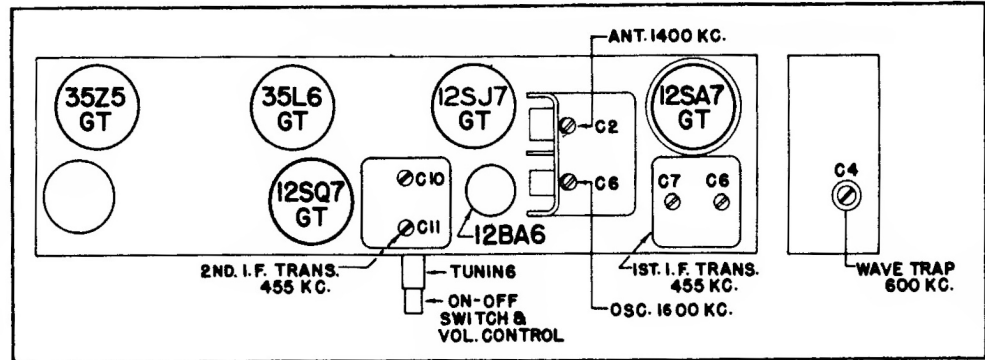 ANT. 1400 KC.
35Z5
GT
35L6
GT
12SJ7
GT
12SA7
GT
C2
C6
12SQ7
GT
C10
C11
12BA6
C7 C6
C4
2ND. I.F. TRANS.
455 KC.
TUNING
ON-OFF
SWITCH &
VOL. CONTROL
1ST. I.F. TRANS.
455 KC.
OSC. 1600 KC.
WAVE TRAP
600 KC.